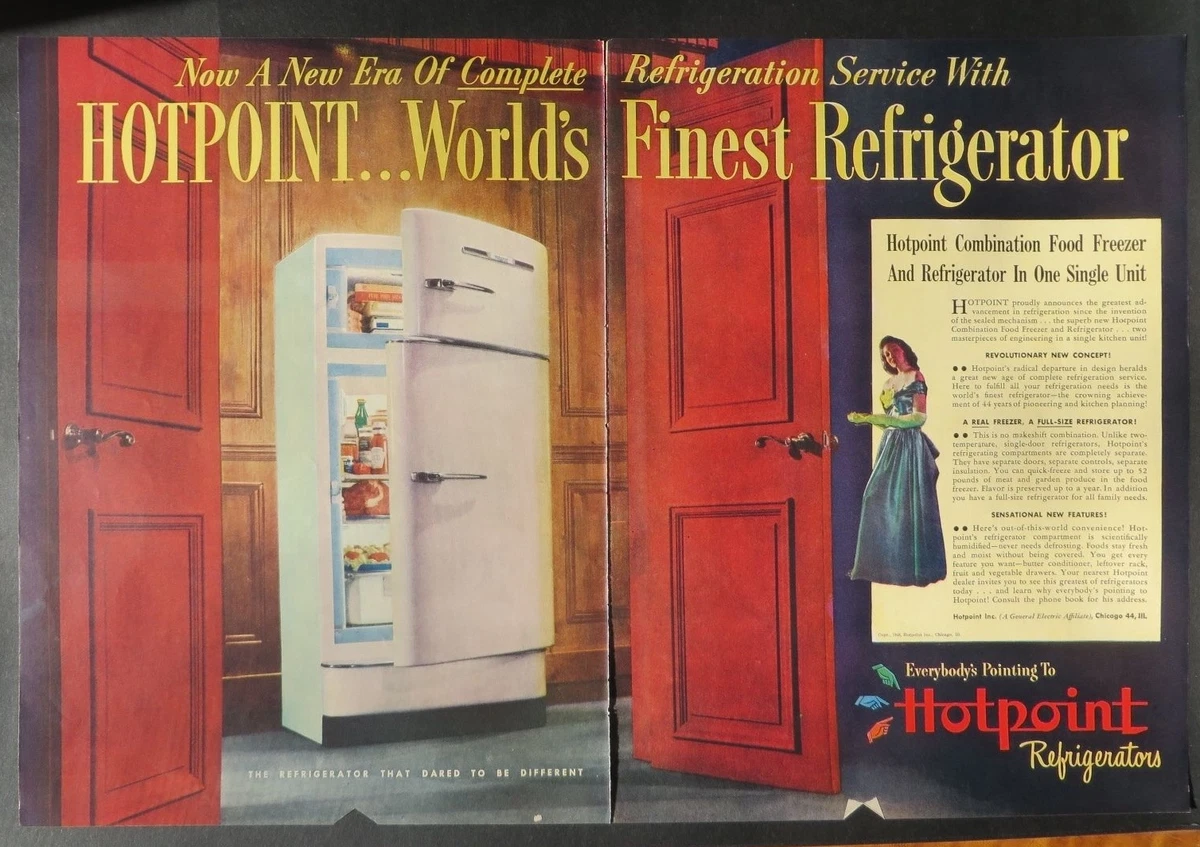 Now A New Era Of Complete Refrigeration Service With
HOTPOINT...World's Finest Refrigerator
Hotpoint Combination Food Freezer
And Refrigerator In One Single Unit
HOTPOINT proudly announces the greatest ad-
vancement in refrigeration since the invention
of the sealed mechanism . . . the superb new Hotpoint
Combination Food Freezer and Refrigerator . . . two
masterpieces of engineering in a single kitchen unit!
REVOLUTIONARY NEW CONCEPT!
●● Hotpoint's radical departure in design heralds
a great new age of complete refrigeration service.
Here to fulfill all your refrigeration needs is the
world's finest refrigerator—the crowning achieve-
ment of 44 years of pioneering and kitchen planning!
A REAL FREEZER, A FULL-SIZE REFRIGERATOR!
●● This is no makeshift combination. Unlike two-
temperature, single-door refrigerators, Hotpoint's
refrigerating compartments are completely separate.
They have separate doors, separate controls, separate
insulation. You can quick-freeze and store up to 52
pounds of meat and garden produce in the food
freezer. Flavor is preserved up to a year. In addition
you have a full-size refrigerator for all family needs.
SENSATIONAL NEW FEATURES!
●● Here's out-of-this-world convenience! Hot-
point's refrigerator compartment is scientifically
humidified—never needs defrosting. Foods stay fresh
and moist without being covered. You get every
feature you want—butter conditioner, leftover rack,
fruit and vegetable drawers. Your nearest Hotpoint
dealer invites you to see this greatest of refrigerators
today . . . and learn why everybody's pointing to
Hotpoint! Consult the phone book for his address.
Hotpoint Inc. (A General Electric Affiliate), Chicago 44, Ill.
Hotpoint Inc., Chicago, Ill.
Everybody's Pointing To
Hotpoint
Refrigerators
THE REFRIGERATOR THAT DARED TO BE DIFFERENT